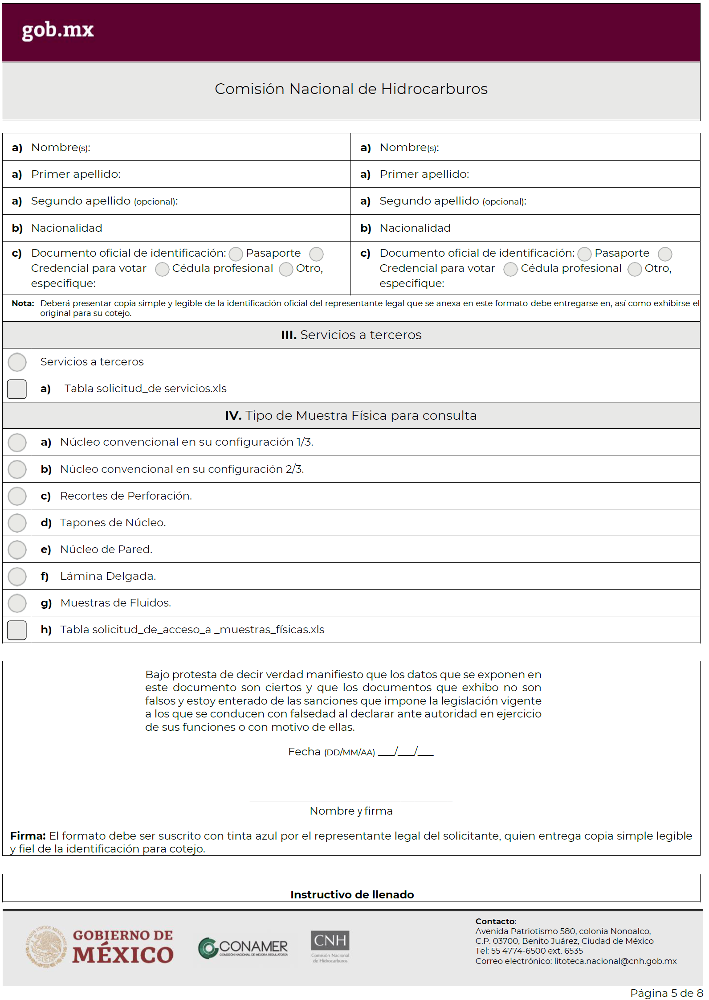 gob.mx
Comisión Nacional de Hidrocarburos
a) Nombre(s):
a) Nombre(s):
a) Primer apellido:
a) Primer apellido:
a) Segundo apellido (opcional):
a) Segundo apellido (opcional):
b) Nacionalidad
b) Nacionalidad
c) Documento oficial de identificación: Pasaporte
Credencial para votar Cédula profesional Otro,
especifique:
c) Documento oficial de identificación: Pasaporte
Credencial para votar Cédula profesional Otro,
especifique:
Nota: Deberá presentar copia simple y legible de la identificación oficial del representante legal que se anexa en este formato debe entregarse en, así como exhibirse el
original para su cotejo.
III. Servicios a terceros
Servicios a terceros
a) Tabla solicitud_de servicios.xls
IV. Tipo de Muestra Física para consulta
a) Núcleo convencional en su configuración 1/3.
b) Núcleo convencional en su configuración 2/3.
c) Recortes de Perforación.
d) Tapones de Núcleo.
e) Núcleo de Pared.
f) Lámina Delgada.
g) Muestras de Fluidos.
h) Tabla solicitud_de_acceso_a _muestras_físicas.xls
Bajo protesta de decir verdad manifiesto que los datos que se exponen en
este documento son ciertos y que los documentos que exhibo no son
falsos y estoy enterado de las sanciones que impone la legislación vigente
a los que se conducen con falsedad al declarar ante autoridad en ejercicio
de sus funciones o con motivo de ellas.
Fecha (DD/MM/AA) ___/___/___
Nombre y firma
Firma: El formato debe ser suscrito con tinta azul por el representante legal del solicitante, quien entrega copia simple legible
y fiel de la identificación para cotejo.
Instructivo de llenado
ESTADOS UNIDOS MEXICANOS
GOBIERNO DE
MÉXICO
CONAMER
COMISIÓN NACIONAL DE MEJORA REGULATORIA
CNH
Comisión Nacional
de Hidrocarburos
Contacto:
Avenida Patriotismo 580, colonia Nonoalco,
C.P. 03700, Benito Juárez, Ciudad de México
Tel: 55 4774-6500 ext. 6535
Correo electrónico: litoteca.nacional@cnh.gob.mx
Página 5 de 8